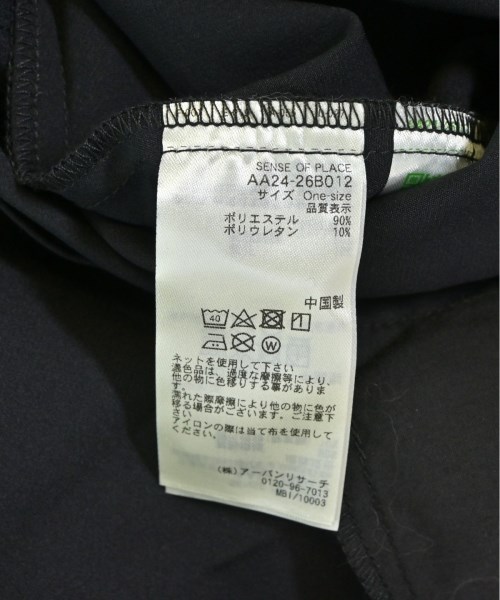 SENSE OF PLACE
AA24-26B012
サイズ One-size
品質表示
ポリエステル 90%
ポリウレタン 10%
中国製
40
W
ネットを使用して下さい
濃色品は、過度な摩擦等により、
他の物に色移りする事があります。
濡れた際摩擦により他の物に色が
移る場合がございます。ご注意下
さい
アイロンの際は当て布を使用して
ください。
(株)アーバンリサーチ
0120-96-7013
MBI/10003